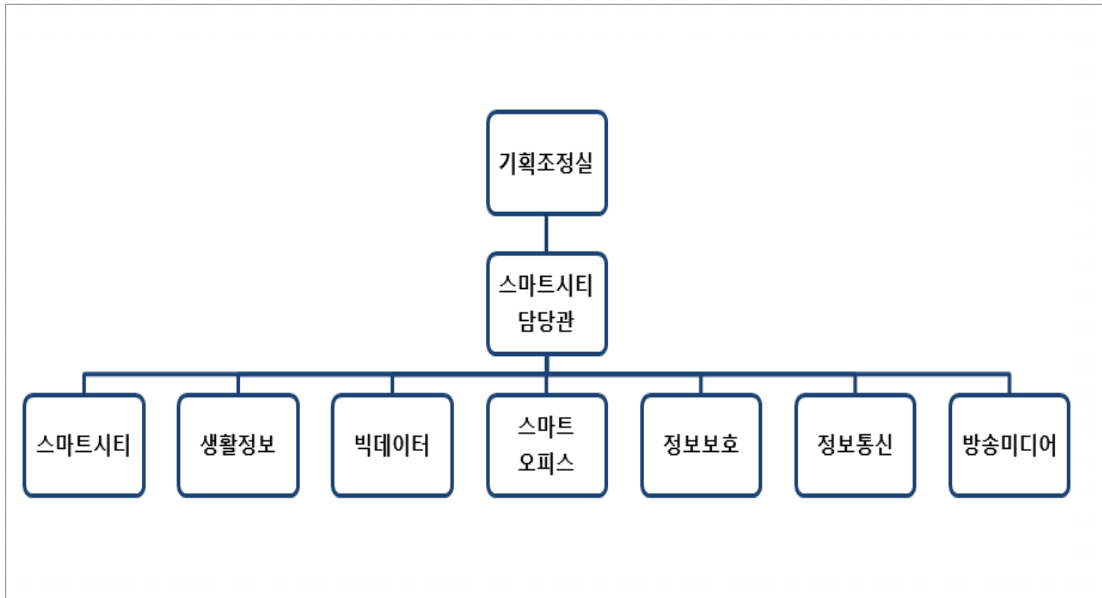 기획조정실
스마트시티
담당관
스마트시티
생활정보
빅데이터
스마트
오피스
정보보호
정보통신
방송미디어